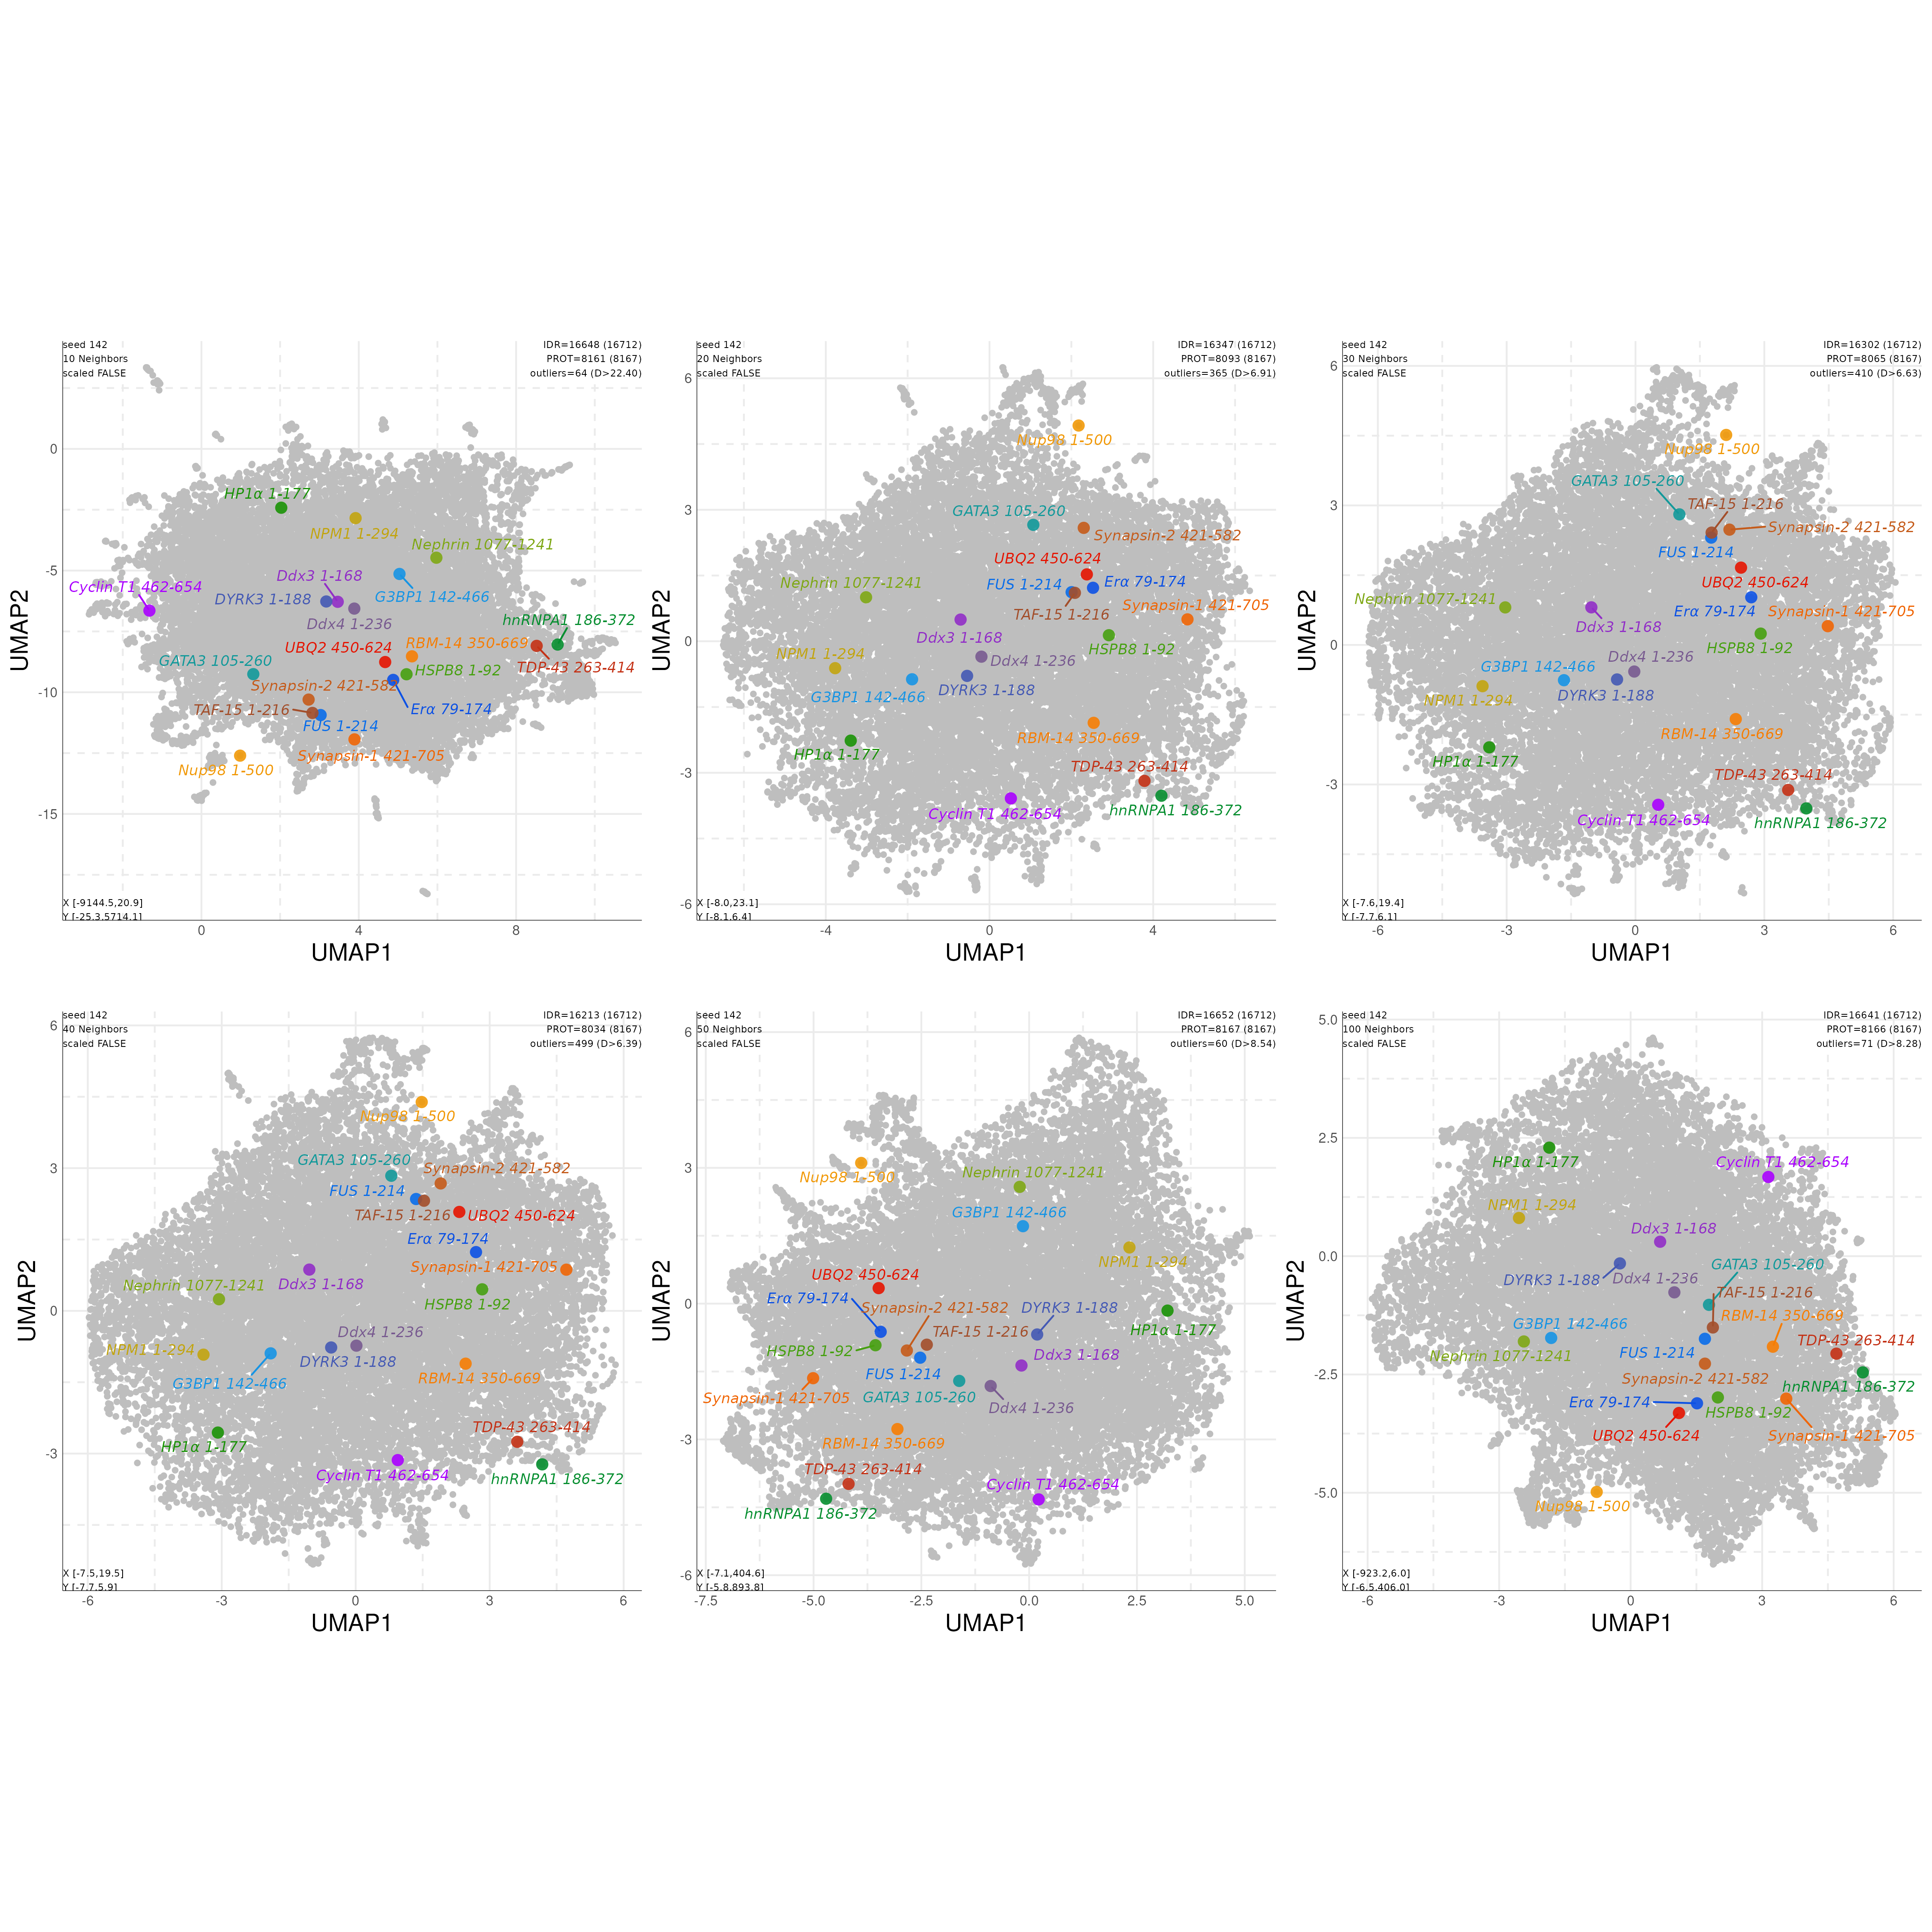 seed 142
10 Neighbors
scaled FALSE
IDR=16648 (16712)
PROT=8161 (8167)
outliers=64 (D>22.40)
HP1α 1-177
NPM1 1-294
Nephrin 1077-1241
Ddx3 1-168
Cyclin T1 462-654
DYRK3 1-188
G3BP1 142-466
Ddx4 1-236
hnRNPA1 186-372
UBQ2 450-624
RBM-14 350-669
GATA3 105-260
TDP-43 263-414
HSPB8 1-92
Synapsin-2 421-582
TAF-15 1-216
Erα 79-174
FUS 1-214
Synapsin-1 421-705
Nup98 1-500
X [-9144.5,20.9]
Y [-25.3,5714.1]
0
-5
-10
-15
0
4
8
UMAP1
UMAP2
seed 142
20 Neighbors
scaled FALSE
IDR=16347 (16712)
PROT=8093 (8167)
outliers=365 (D>6.91)
Nup98 1-500
GATA3 105-260
Synapsin-2 421-582
UBQ2 450-624
Nephrin 1077-1241
FUS 1-214
Erα 79-174
Synapsin-1 421-705
TAF-15 1-216
Ddx3 1-168
HSPB8 1-92
NPM1 1-294
Ddx4 1-236
G3BP1 142-466
DYRK3 1-188
RBM-14 350-669
HP1α 1-177
TDP-43 263-414
Cyclin T1 462-654
hnRNPA1 186-372
X [-8.0,23.1]
Y [-8.1,6.4]
6
3
0
-3
-6
-4
0
4
UMAP1
UMAP2
seed 142
30 Neighbors
scaled FALSE
IDR=16302 (16712)
PROT=8065 (8167)
outliers=410 (D>6.63)
Nup98 1-500
GATA3 105-260
TAF-15 1-216
Synapsin-2 421-582
FUS 1-214
UBQ2 450-624
Nephrin 1077-1241
Erα 79-174
Synapsin-1 421-705
Ddx3 1-168
HSPB8 1-92
Ddx4 1-236
G3BP1 142-466
DYRK3 1-188
NPM1 1-294
RBM-14 350-669
HP1α 1-177
TDP-43 263-414
Cyclin T1 462-654
hnRNPA1 186-372
X [-7.6,19.4]
Y [-7.7,6.1]
6
3
0
-3
-6
-3
0
3
6
UMAP1
UMAP2
seed 142
40 Neighbors
scaled FALSE
IDR=16213 (16712)
PROT=8034 (8167)
outliers=499 (D>6.39)
Nup98 1-500
GATA3 105-260
Synapsin-2 421-582
FUS 1-214
TAF-15 1-216
UBQ2 450-624
Erα 79-174
Synapsin-1 421-705
Nephrin 1077-1241
Ddx3 1-168
HSPB8 1-92
Ddx4 1-236
NPM1 1-294
DYRK3 1-188
G3BP1 142-466
RBM-14 350-669
TDP-43 263-414
HP1α 1-177
Cyclin T1 462-654
hnRNPA1 186-372
X [-7.5,19.5]
Y [-7.7,5.9]
6
3
0
-3
-6
-3
0
3
6
UMAP1
UMAP2
seed 142
50 Neighbors
scaled FALSE
IDR=16652 (16712)
PROT=8167 (8167)
outliers=60 (D>8.54)
Nup98 1-500
Nephrin 1077-1241
G3BP1 142-466
NPM1 1-294
UBQ2 450-624
Erα 79-174
Synapsin-2 421-582
DYRK3 1-188
TAF-15 1-216
HP1α 1-177
HSPB8 1-92
Ddx3 1-168
FUS 1-214
Synapsin-1 421-705
GATA3 105-260
Ddx4 1-236
RBM-14 350-669
TDP-43 263-414
Cyclin T1 462-654
hnRNPA1 186-372
X [-7.1,404.6]
Y [-5.8,893.8]
6
3
0
-3
-6
-7.5
-5.0
-2.5
0.0
2.5
5.0
UMAP1
UMAP2
seed 142
100 Neighbors
scaled FALSE
IDR=16641 (16712)
PROT=8166 (8167)
outliers=71 (D>8.28)
HP1α 1-177
Cyclin T1 462-654
NPM1 1-294
Ddx3 1-168
GATA3 105-260
DYRK3 1-188
Ddx4 1-236
TAF-15 1-216
RBM-14 350-669
G3BP1 142-466
TDP-43 263-414
FUS 1-214
Nephrin 1077-1241
Synapsin-2 421-582
hnRNPA1 186-372
Erα 79-174
HSPB8 1-92
UBQ2 450-624
Synapsin-1 421-705
Nup98 1-500
X [-923.2,6.0]
Y [-6.5,406.0]
5.0
2.5
0.0
-2.5
-5.0
-6
-3
0
3
6
UMAP1
UMAP2